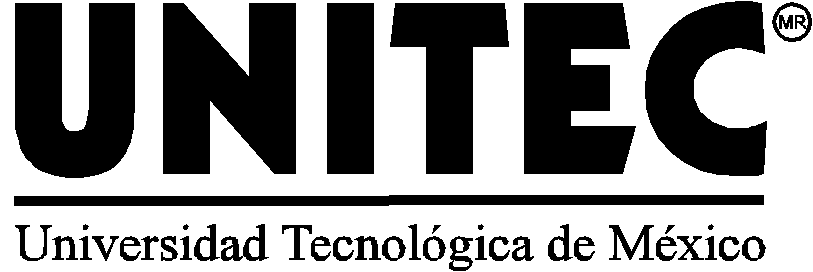 UNITEC MR
Universidad Tecnológica de México